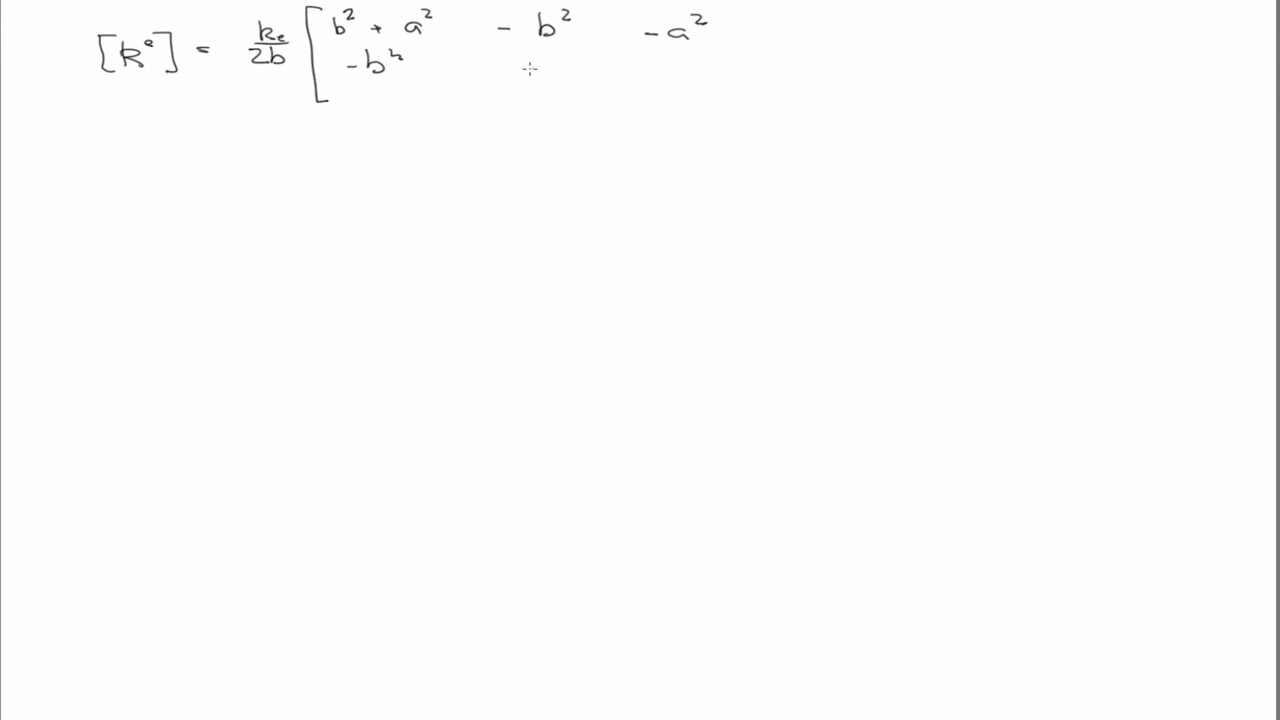 [k^e] = k_e/2b [ b^2 + a^2 - b^2 - a^2
- b^2